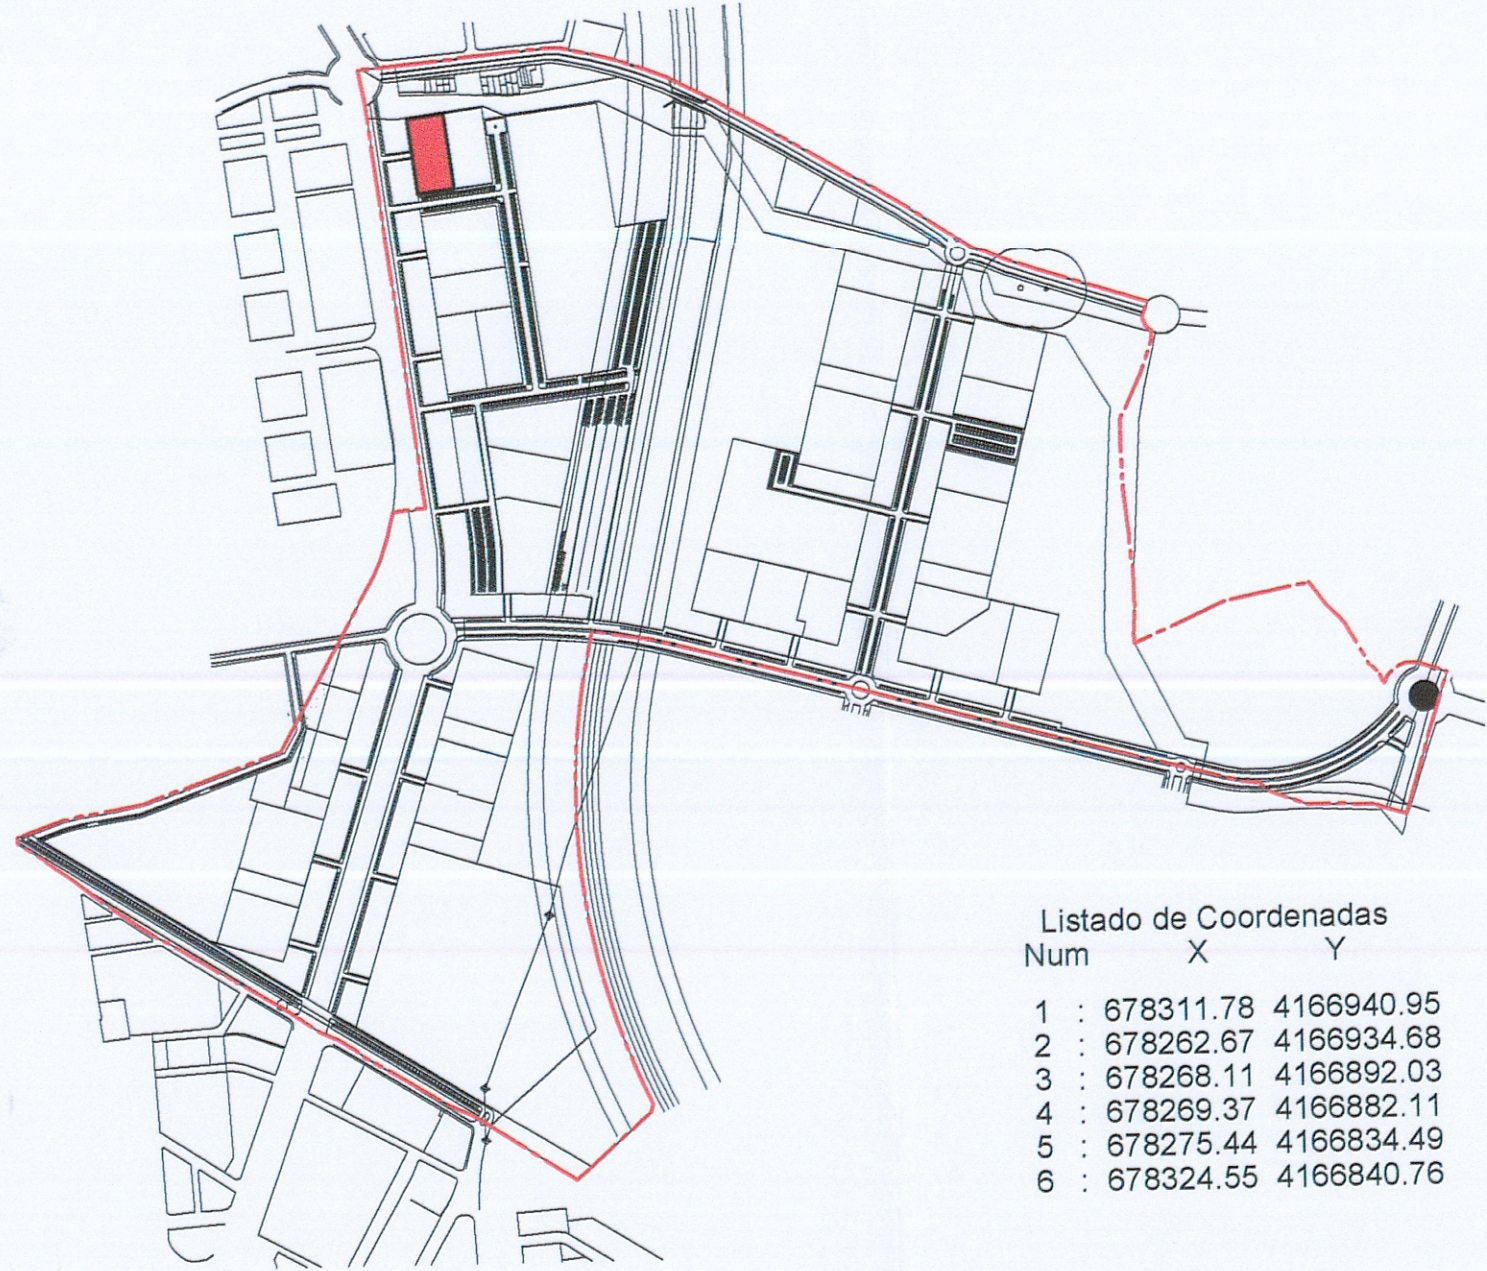 Listado de Coordenadas
Num X Y
1 : 678311.78 4166940.95
2 : 678262.67 4166934.68
3 : 678268.11 4166892.03
4 : 678269.37 4166882.11
5 : 678275.44 4166834.49
6 : 678324.55 4166840.76